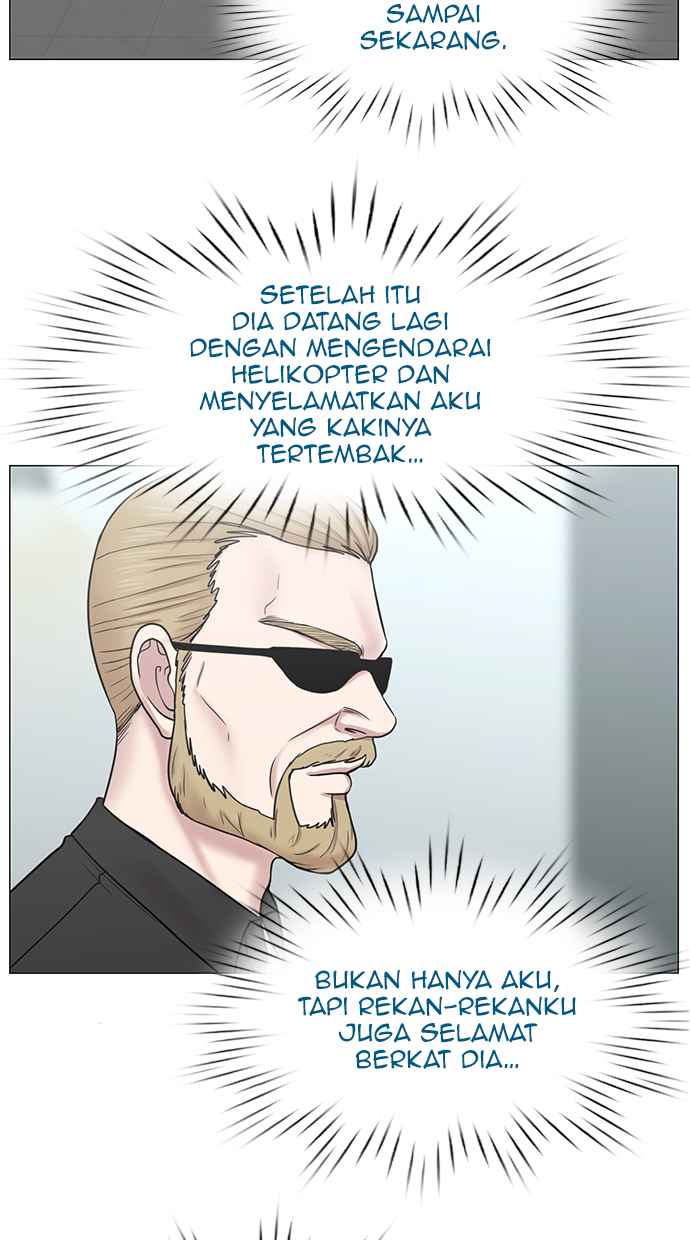 SAMPAI
SEKARANG.
SETELAH ITU
DIA DATANG LAGI
DENGAN MENGENDARAI
HELIKOPTER DAN
MENYELAMATKAN AKU
YANG KAKINYA
TERTEMBAK...
BUKAN HANYA AKU,
TAPI REKAN-REKANKU
JUGA SELAMAT
BERKAT DIA...